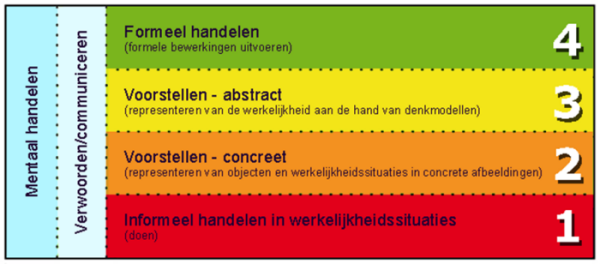 Mentaal handelen
Verwoorden/communiceren
Formeel handelen
(formele bewerkingen uitvoeren)
4
Voorstellen - abstract
(representeren van de werkelijkheid aan de hand van denkmodellen)
3
Voorstellen - concreet
(representeren van objecten en werkelijkheidssituaties in concrete afbeeldingen)
2
Informeel handelen in werkelijkheidssituaties
(doen)
1